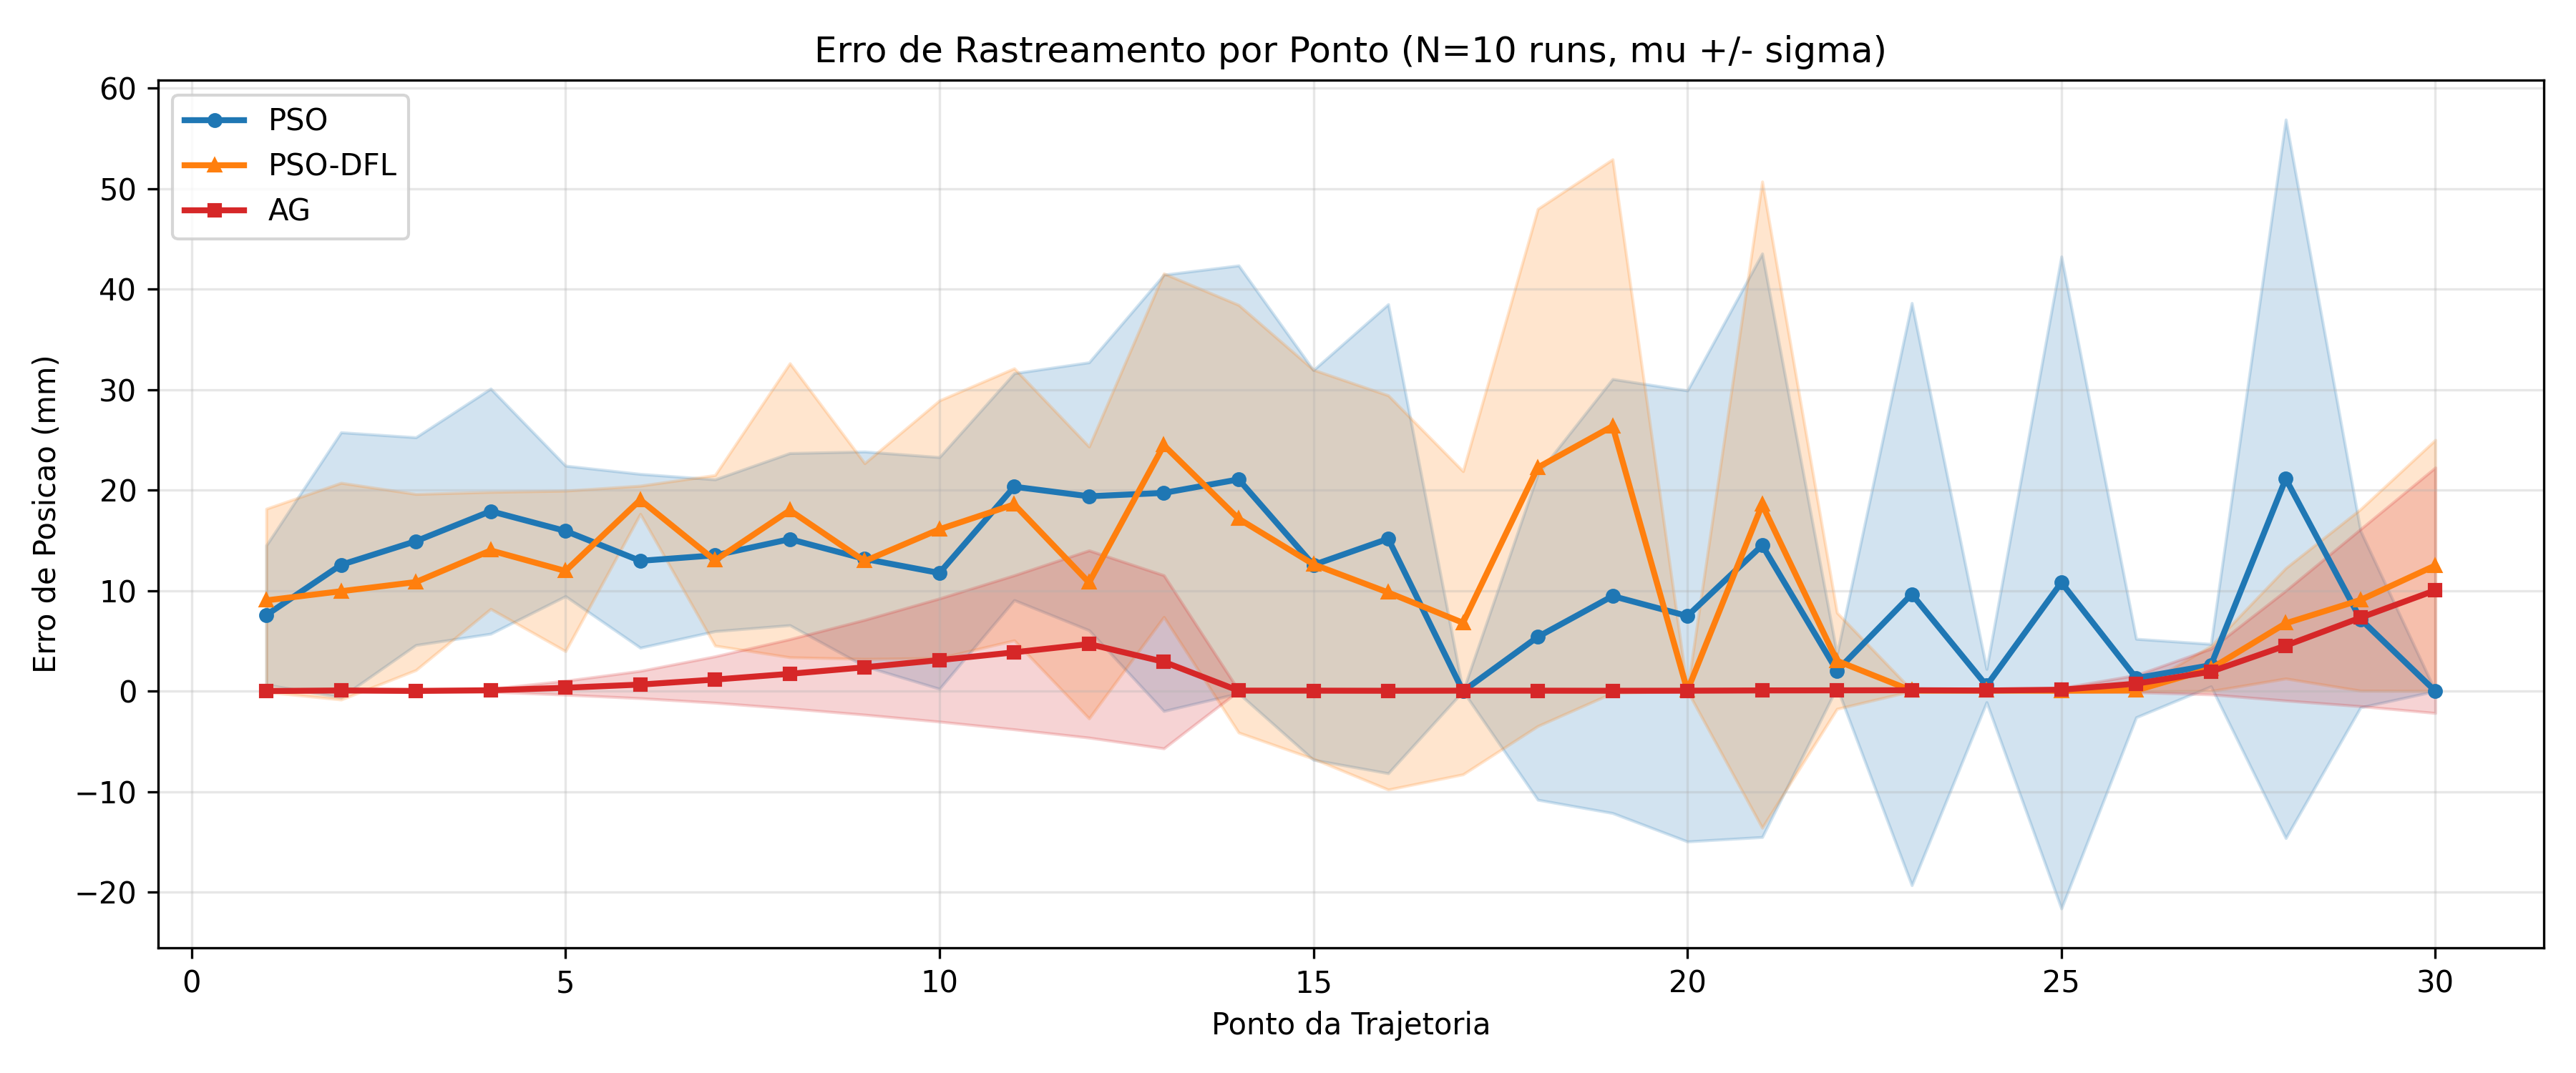 Erro de Rastreamento por Ponto (N=10 runs, mu +/- sigma)
PSO
PSO-DFL
AG
Erro de Posicao (mm)
60
50
40
30
20
10
0
−10
−20
0 5 10 15 20 25 30
Ponto da Trajetoria